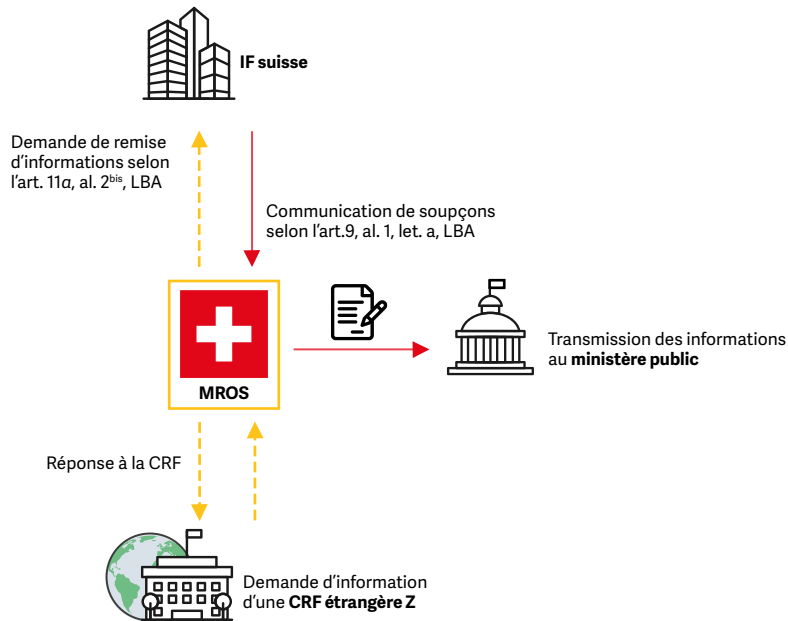 IF suisse
Demande de remise
d'informations selon
l'art. 11a, al. 2bis, LBA
Communication de soupçons
selon l'art.9, al. 1, let. a, LBA
MROS
Transmission des informations
au ministère public
Réponse à la CRF
Demande d'information
d'une CRF étrangère Z